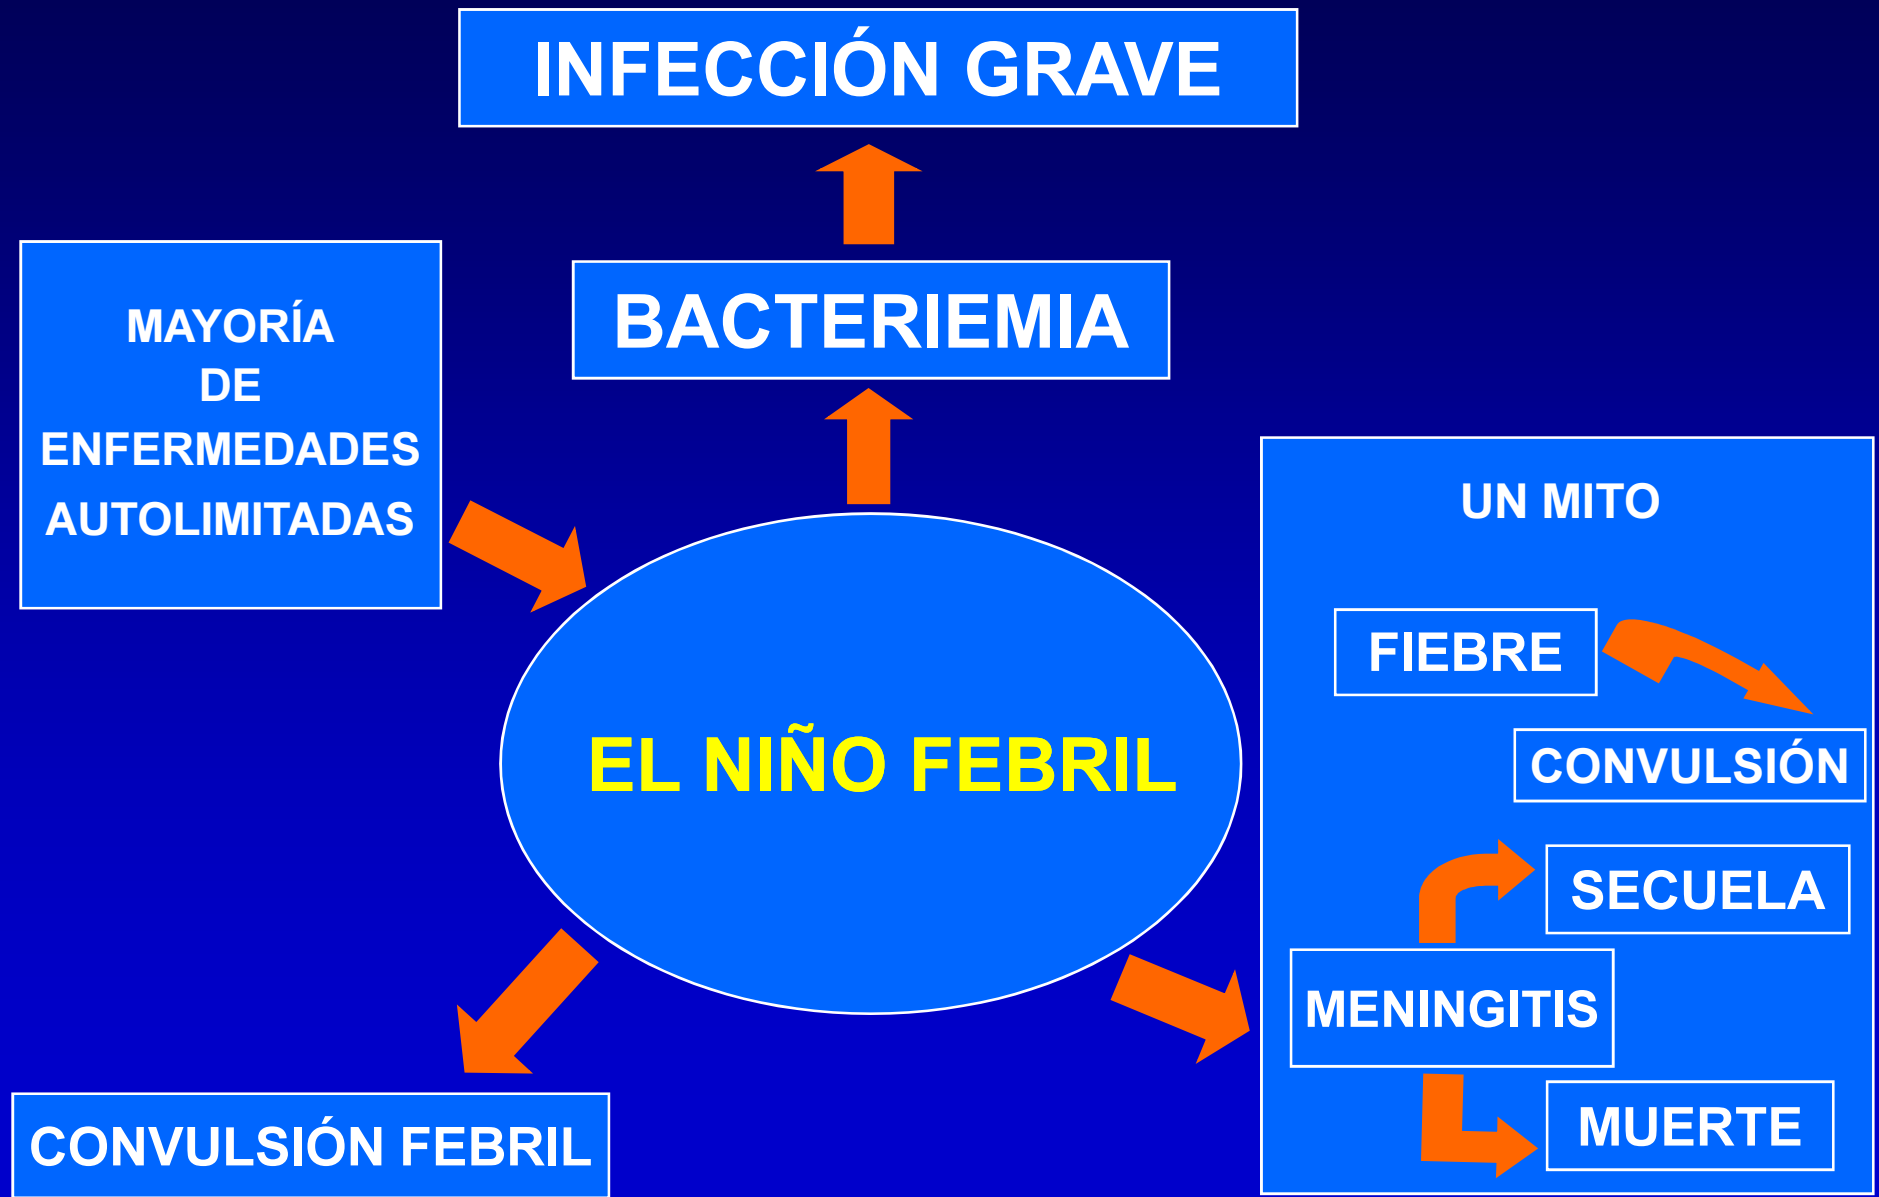 INFECCIÓN GRAVE
BACTERIEMIA
MAYORÍA
DE
ENFERMEDADES
AUTOLIMITADAS
EL NIÑO FEBRIL
CONVULSIÓN FEBRIL
UN MITO
FIEBRE
CONVULSIÓN
SECUELA
MENINGITIS
MUERTE